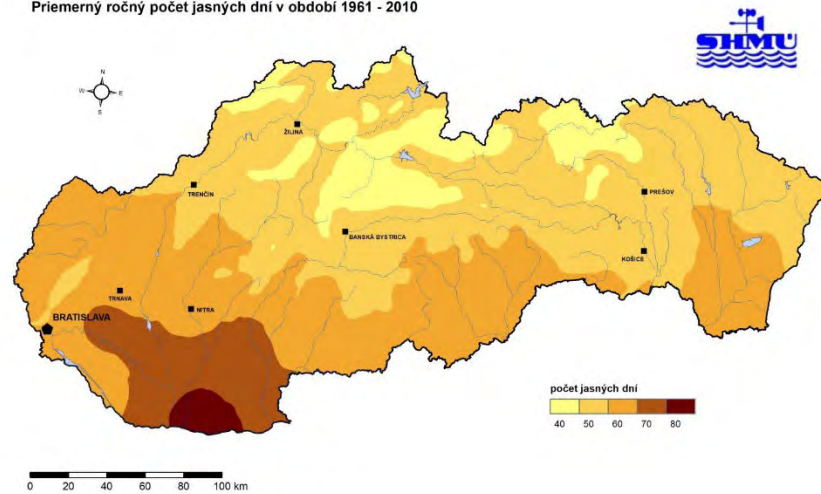 Priemerný ročný počet jasných dní v období 1961 - 2010
SHMÚ
N
W E
S
ŽILINA
TRENČÍN
PREŠOV
BANSKÁ BYSTRICA
KOŠICE
TRNAVA
NITRA
BRATISLAVA
počet jasných dní
40 50 60 70 80
0 20 40 60 80 100 km